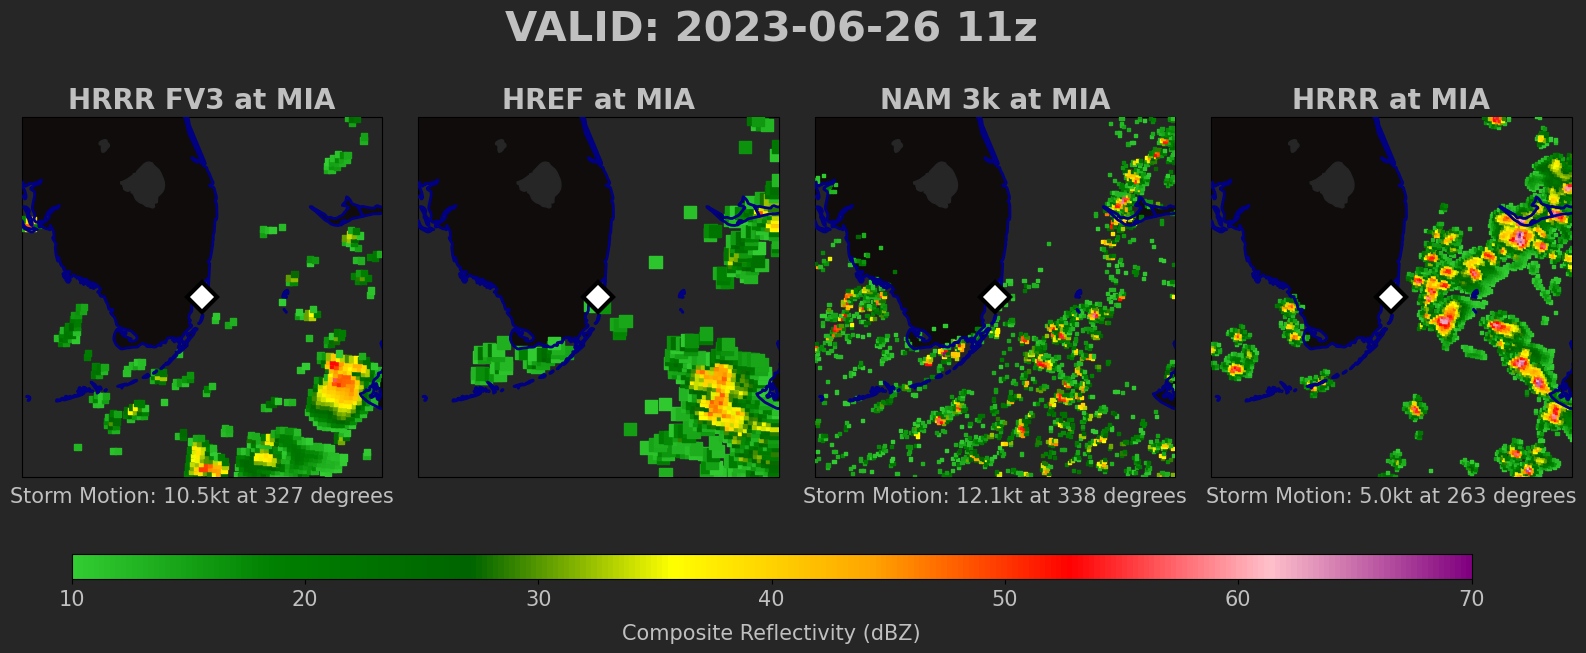 VALID: 2023-06-26 11z
HRRR FV3 at MIA
HREF at MIA
NAM 3k at MIA
HRRR at MIA
Storm Motion: 10.5kt at 327 degrees
Storm Motion: 12.1kt at 338 degrees
Storm Motion: 5.0kt at 263 degrees
10 20 30 40 50 60 70
Composite Reflectivity (dBZ)